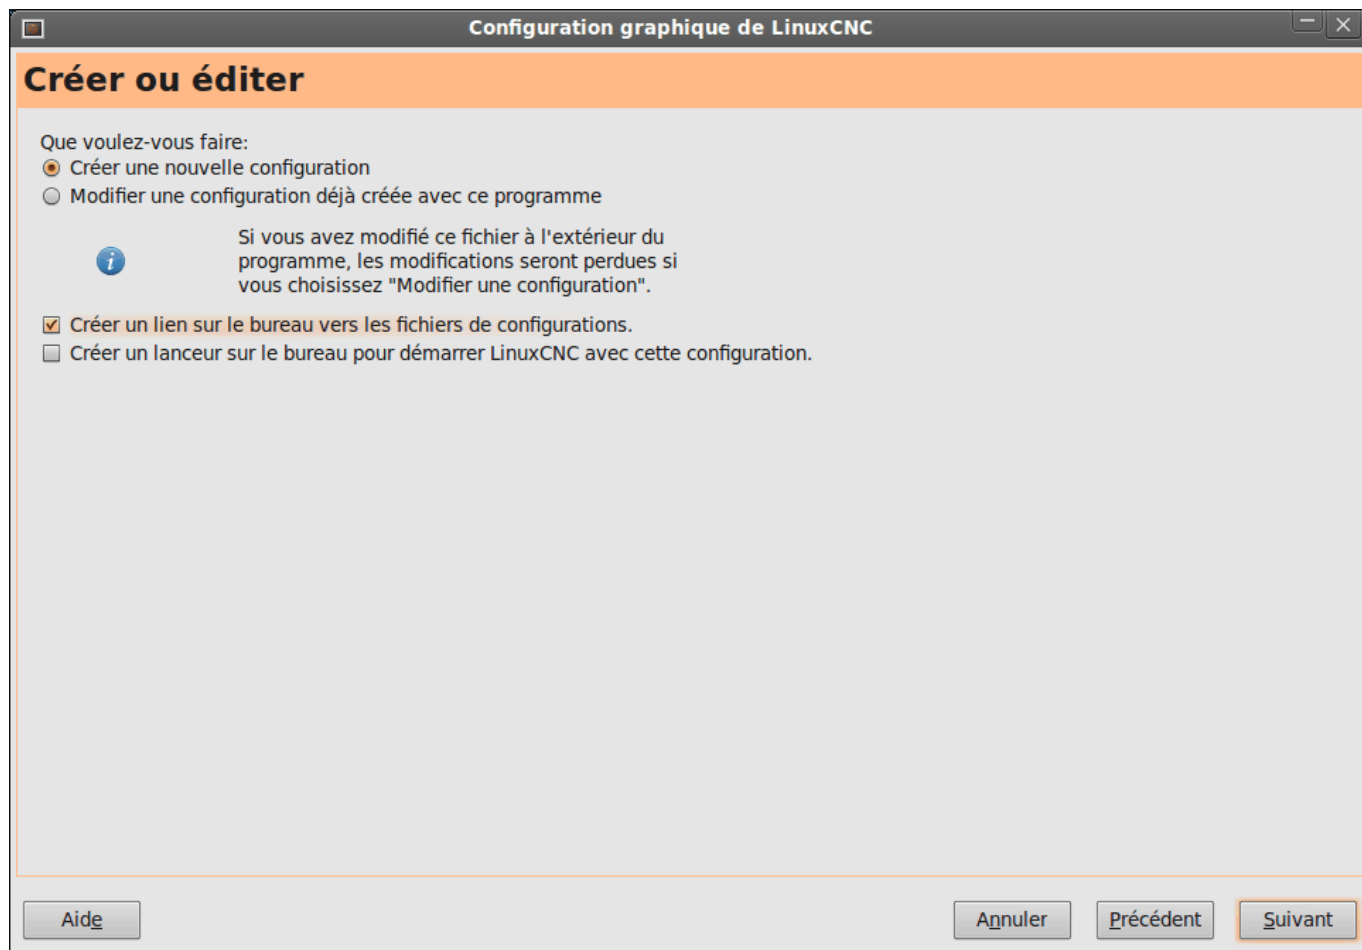 Configuration graphique de LinuxCNC
Créer ou éditer
Que voulez-vous faire:
Créer une nouvelle configuration
Modifier une configuration déjà créée avec ce programme
Si vous avez modifié ce fichier à l'extérieur du
programme, les modifications seront perdues si
vous choisissez "Modifier une configuration".
Créer un lien sur le bureau vers les fichiers de configurations.
Créer un lanceur sur le bureau pour démarrer LinuxCNC avec cette configuration.
Aide
Annuler
Précédent
Suivant